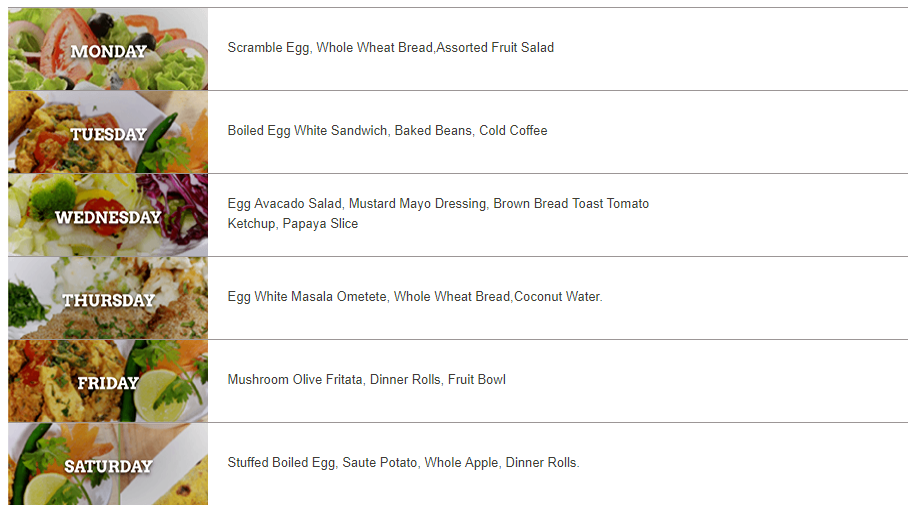 MONDAY
Scramble Egg, Whole Wheat Bread,Assorted Fruit Salad
TUESDAY
Boiled Egg White Sandwich, Baked Beans, Cold Coffee
WEDNESDAY
Egg Avacado Salad, Mustard Mayo Dressing, Brown Bread Toast Tomato
Ketchup, Papaya Slice
THURSDAY
Egg White Masala Ometete, Whole Wheat Bread,Coconut Water.
FRIDAY
Mushroom Olive Fritata, Dinner Rolls, Fruit Bowl
SATURDAY
Stuffed Boiled Egg, Saute Potato, Whole Apple, Dinner Rolls.